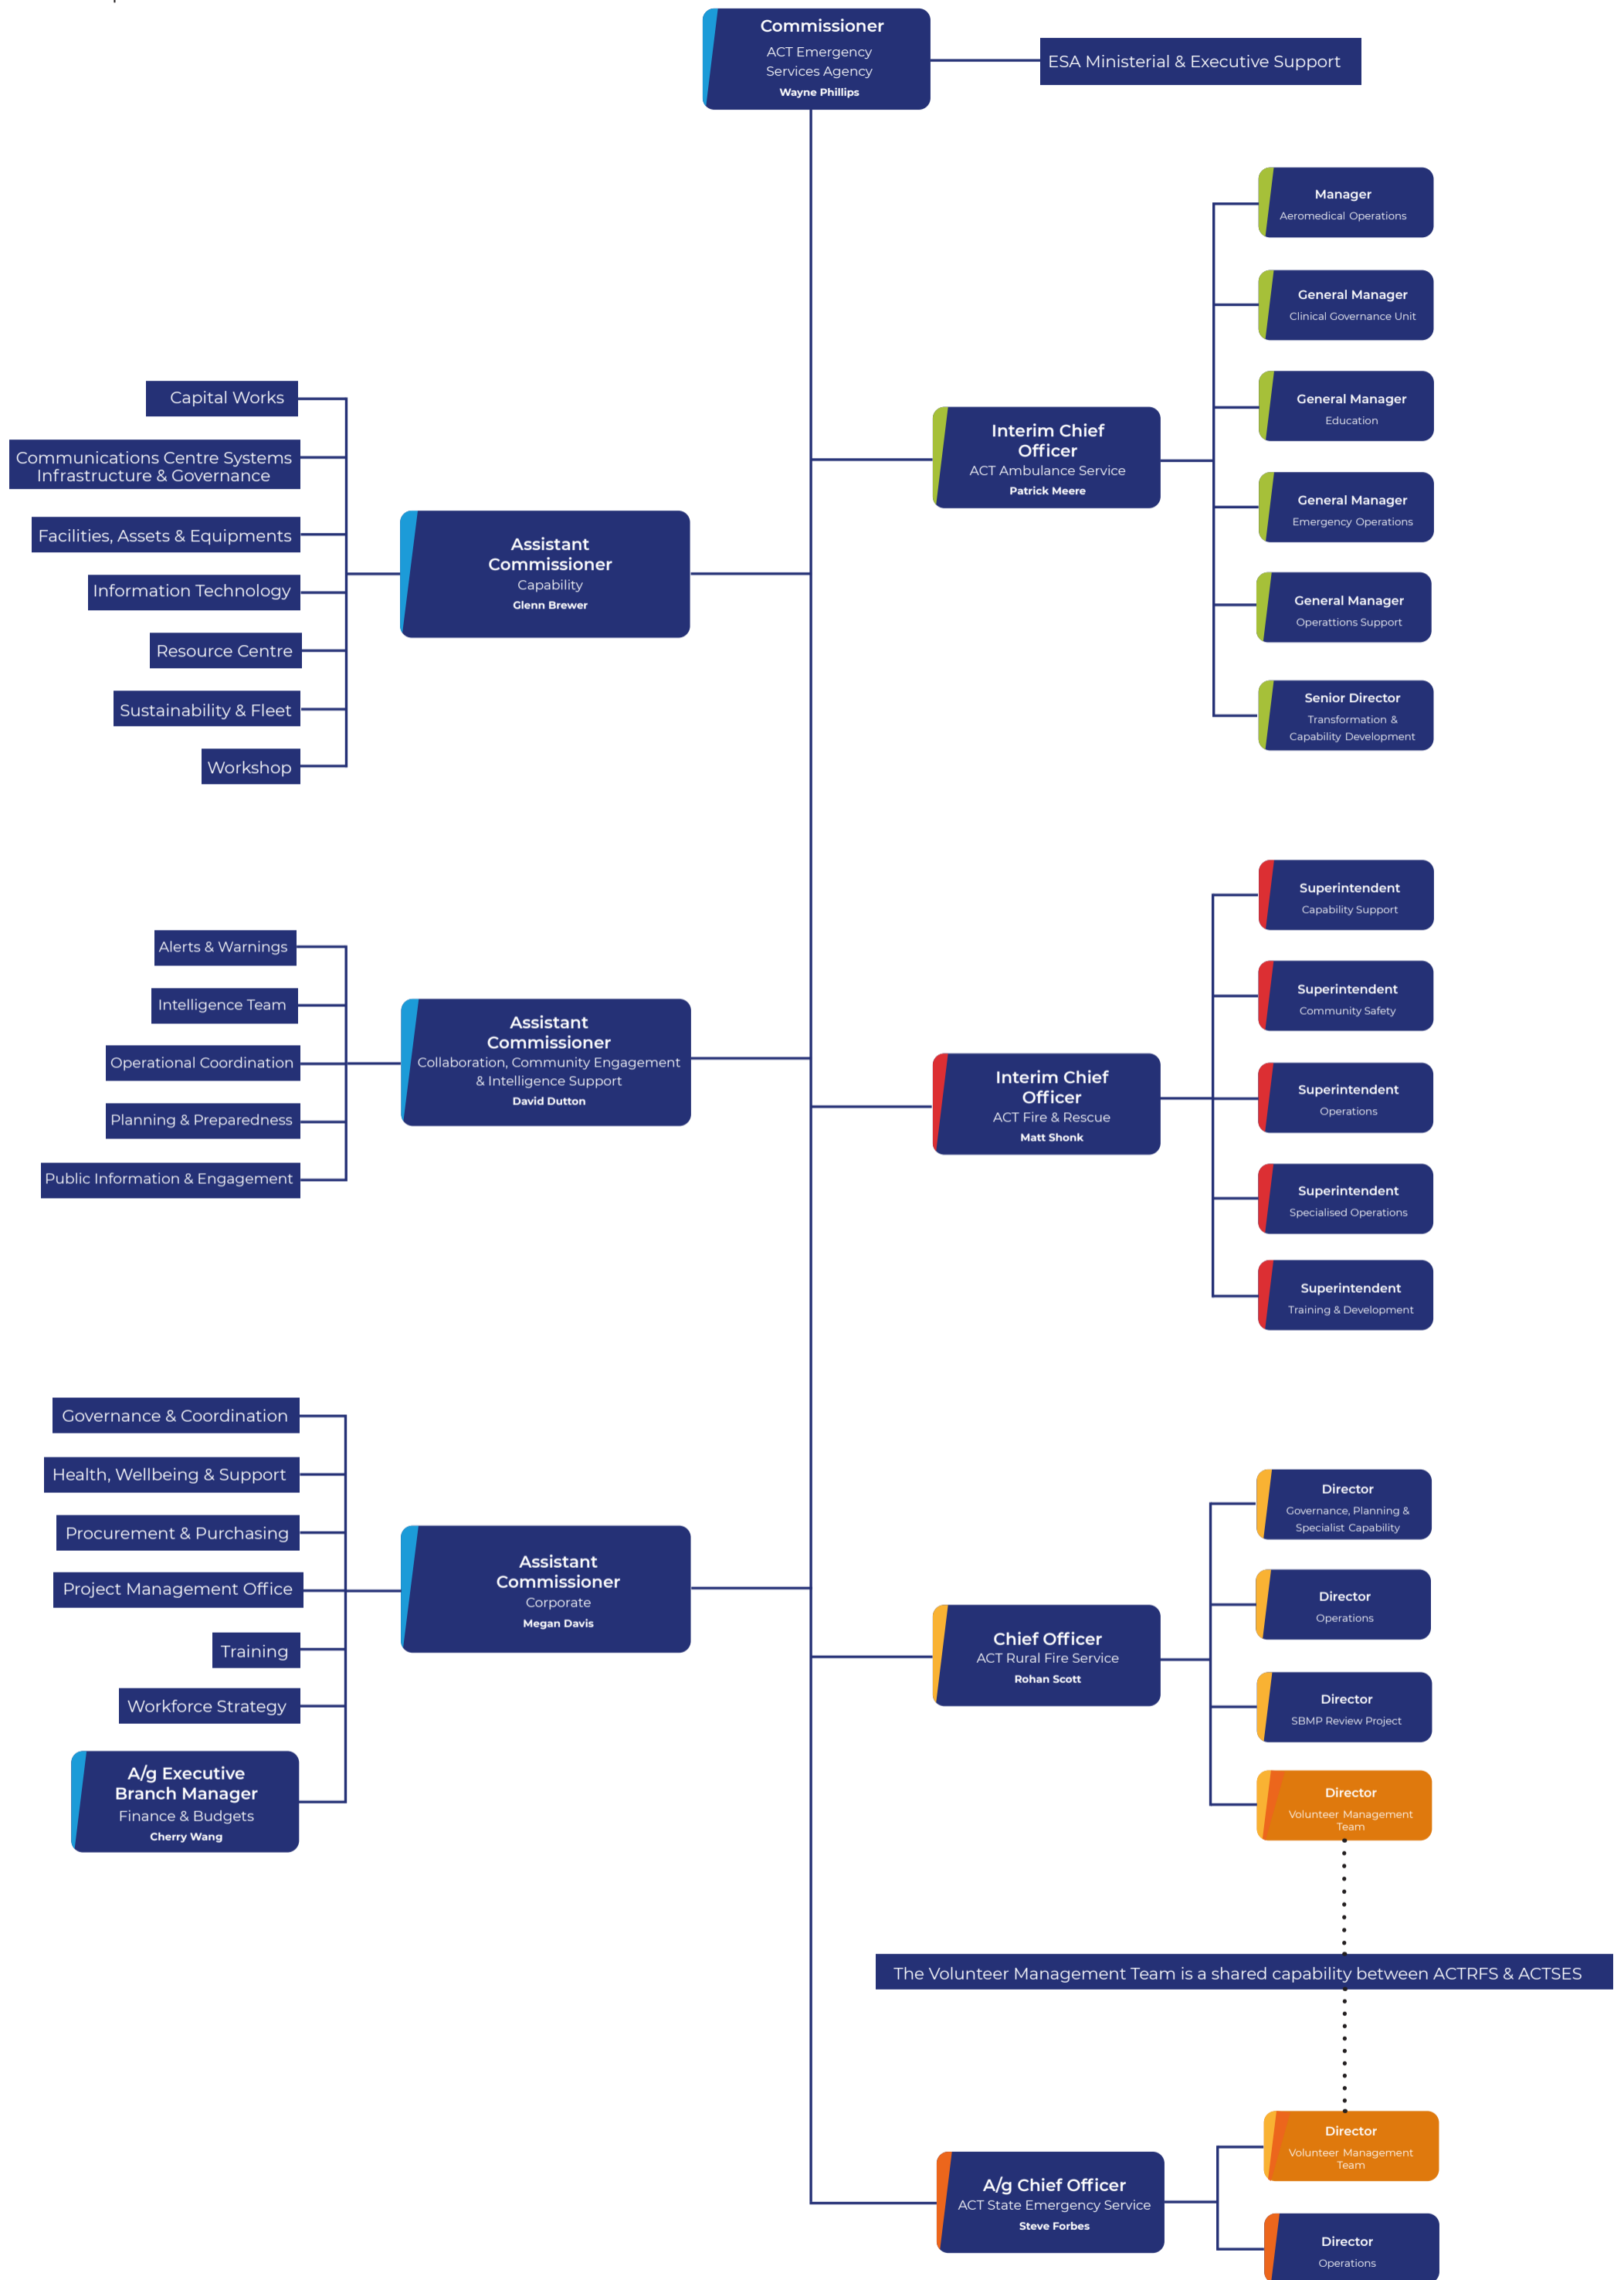 Commissioner
ACT Emergency
Services Agency
Wayne Phillips
ESA Ministerial & Executive Support
Capital Works
Communications Centre Systems
Infrastructure & Governance
Facilities, Assets & Equipments
Information Technology
Resource Centre
Sustainability & Fleet
Workshop
Assistant
Commissioner
Capability
Glenn Brewer
Interim Chief
Officer
ACT Ambulance Service
Patrick Meere
Manager
Aeromedical Operations
General Manager
Clinical Governance Unit
General Manager
Education
General Manager
Emergency Operations
General Manager
Operattions Support
Senior Director
Transformation &
Capability Development
Alerts & Warnings
Intelligence Team
Operational Coordination
Planning & Preparedness
Public Information & Engagement
Assistant
Commissioner
Collaboration, Community Engagement
& Intelligence Support
David Dutton
Interim Chief
Officer
ACT Fire & Rescue
Matt Shonk
Superintendent
Capability Support
Superintendent
Community Safety
Superintendent
Operations
Superintendent
Specialised Operations
Superintendent
Training & Development
Governance & Coordination
Health, Wellbeing & Support
Procurement & Purchasing
Project Management Office
Training
Workforce Strategy
A/g Executive
Branch Manager
Finance & Budgets
Cherry Wang
Assistant
Commissioner
Corporate
Megan Davis
Chief Officer
ACT Rural Fire Service
Rohan Scott
Director
Governance, Planning &
Specialist Capability
Director
Operations
Director
SBMP Review Project
Director
Volunteer Management
Team
The Volunteer Management Team is a shared capability between ACTRFS & ACTSES
A/g Chief Officer
ACT State Emergency Service
Steve Forbes
Director
Volunteer Management
Team
Director
Operations